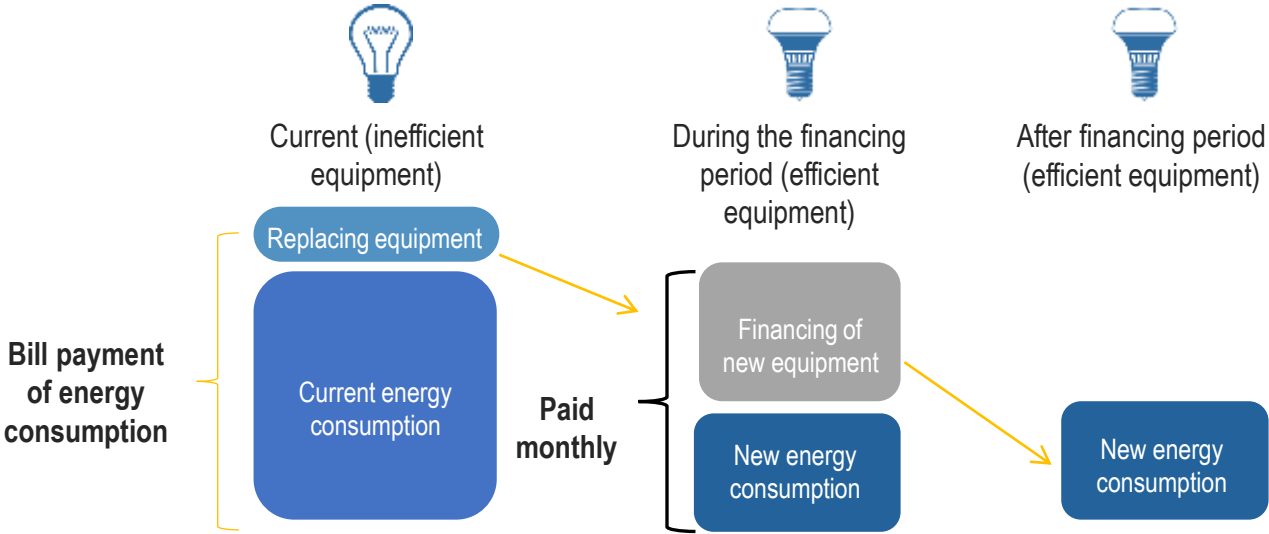 Current (inefficient
equipment)
During the financing
period (efficient
equipment)
After financing period
(efficient equipment)
Replacing equipment
Bill payment
of energy
consumption
Current energy
consumption
Paid
monthly
Financing of
new equipment
New energy
consumption
New energy
consumption